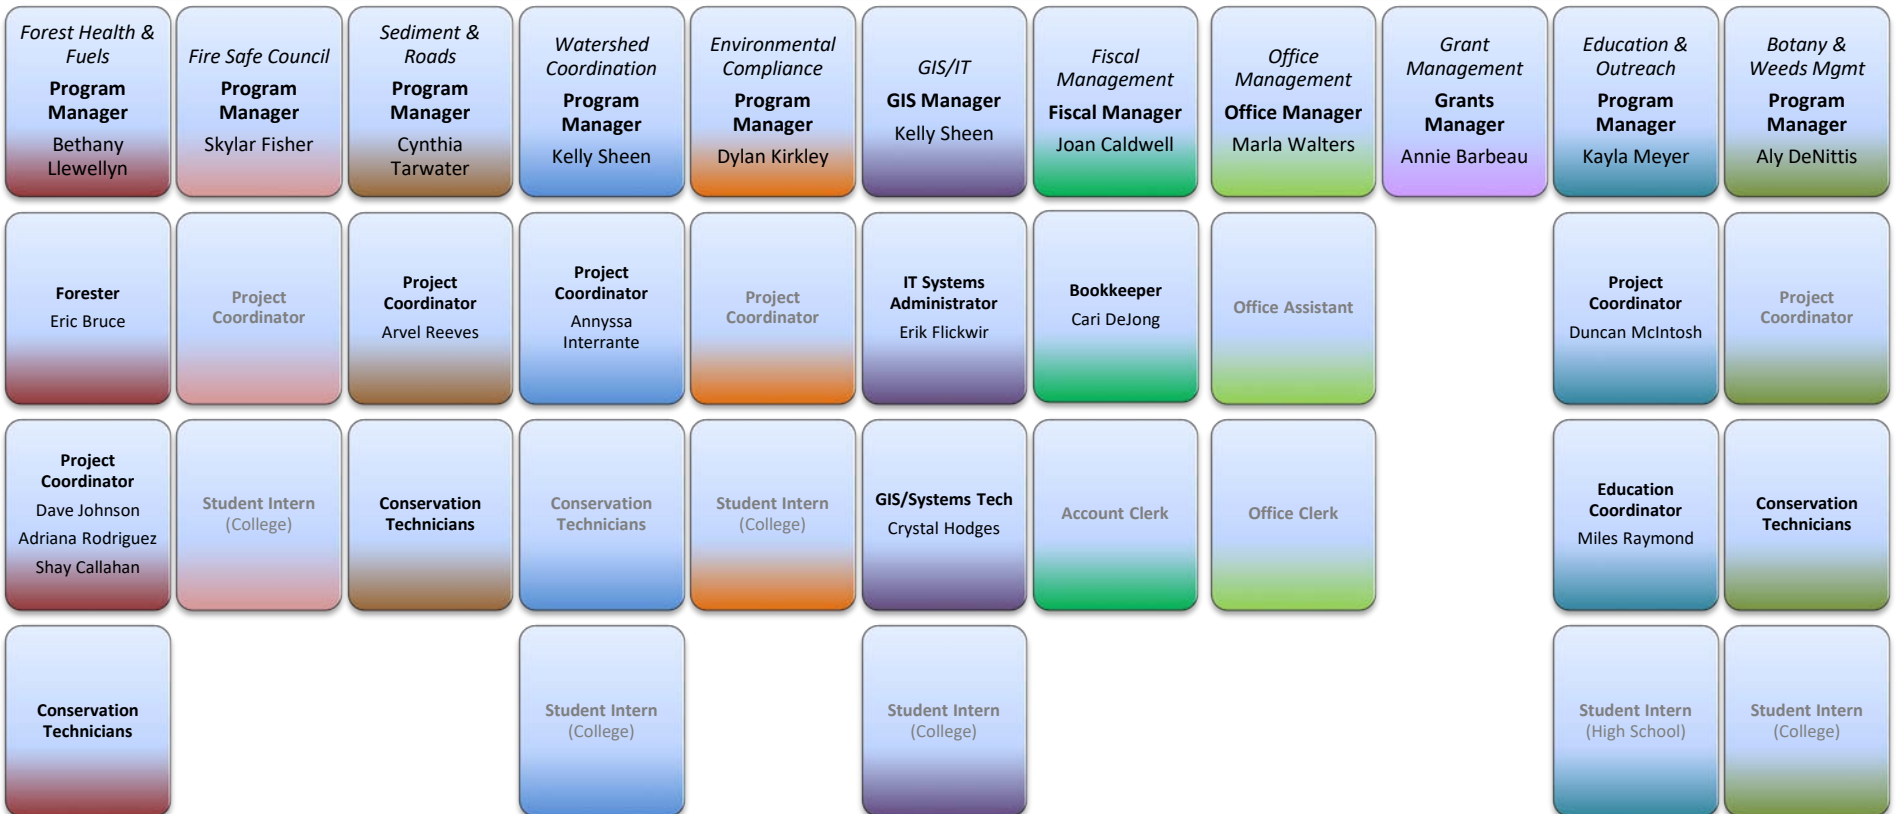 Forest Health &
Fuels
Program
Manager
Bethany
Llewellyn
Fire Safe Council
Program
Manager
Skylar Fisher
Sediment &
Roads
Program
Manager
Cynthia
Tarwater
Watershed
Coordination
Program
Manager
Kelly Sheen
Environmental
Compliance
Program
Manager
Dylan Kirkley
GIS/IT
GIS Manager
Kelly Sheen
Fiscal
Management
Fiscal Manager
Joan Caldwell
Office
Management
Office Manager
Marla Walters
Grant
Management
Grants
Manager
Annie Barbeau
Education &
Outreach
Program
Manager
Kayla Meyer
Botany &
Weeds Mgmt
Program
Manager
Aly DeNittis
Forester
Eric Bruce
Project
Coordinator
Project
Coordinator
Arvel Reeves
Project
Coordinator
Annyssa
Interrante
Project
Coordinator
IT Systems
Administrator
Erik Flickwir
Bookkeeper
Cari DeJong
Office Assistant
Project
Coordinator
Duncan McIntosh
Project
Coordinator
Project
Coordinator
Dave Johnson
Adriana Rodriguez
Shay Callahan
Student Intern
(College)
Conservation
Technicians
Conservation
Technicians
Student Intern
(College)
GIS/Systems Tech
Crystal Hodges
Account Clerk
Office Clerk
Education
Coordinator
Miles Raymond
Conservation
Technicians
Conservation
Technicians
Student Intern
(College)
Student Intern
(College)
Student Intern
(High School)
Student Intern
(College)